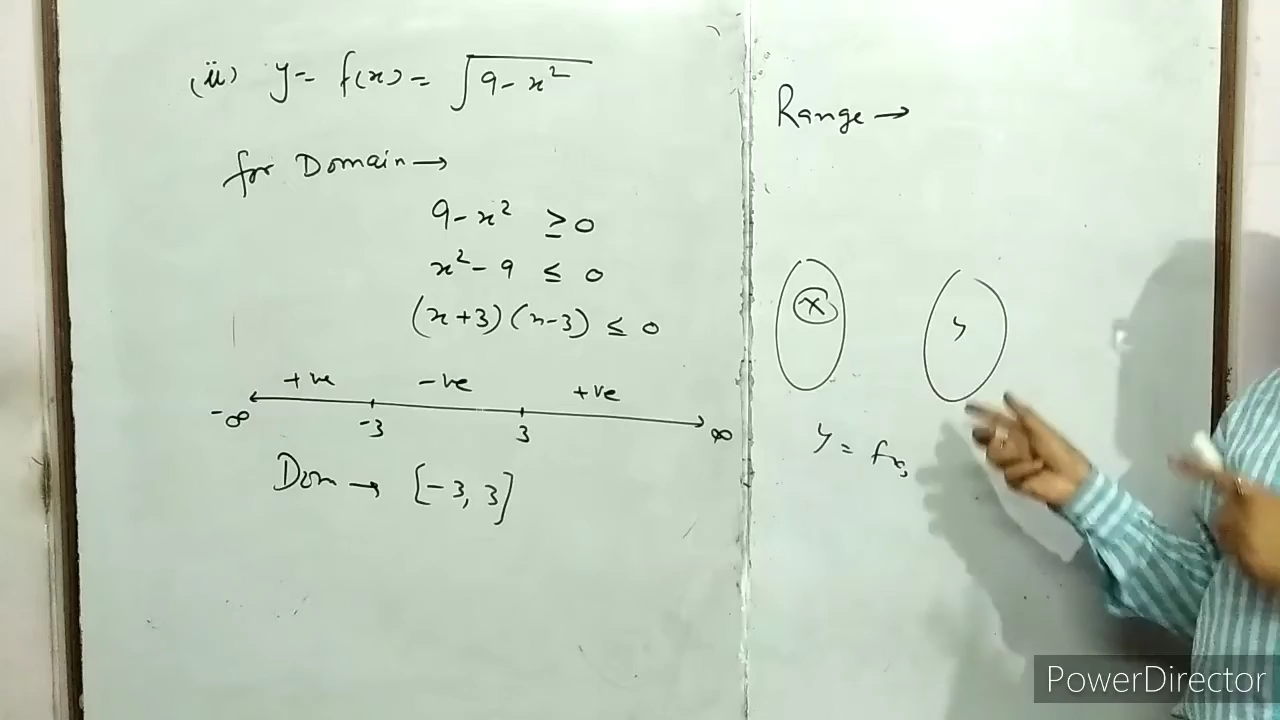 (ii) y = f(x) = √(9-x²)
for Domain →
9-x² ≥ 0
x²-9 ≤ 0
(x+3)(x-3) ≤ 0
+ve -ve +ve
-∞ -3 3 ∞
Dom → [-3, 3]
Range →
x y
y = fx,
PowerDirector